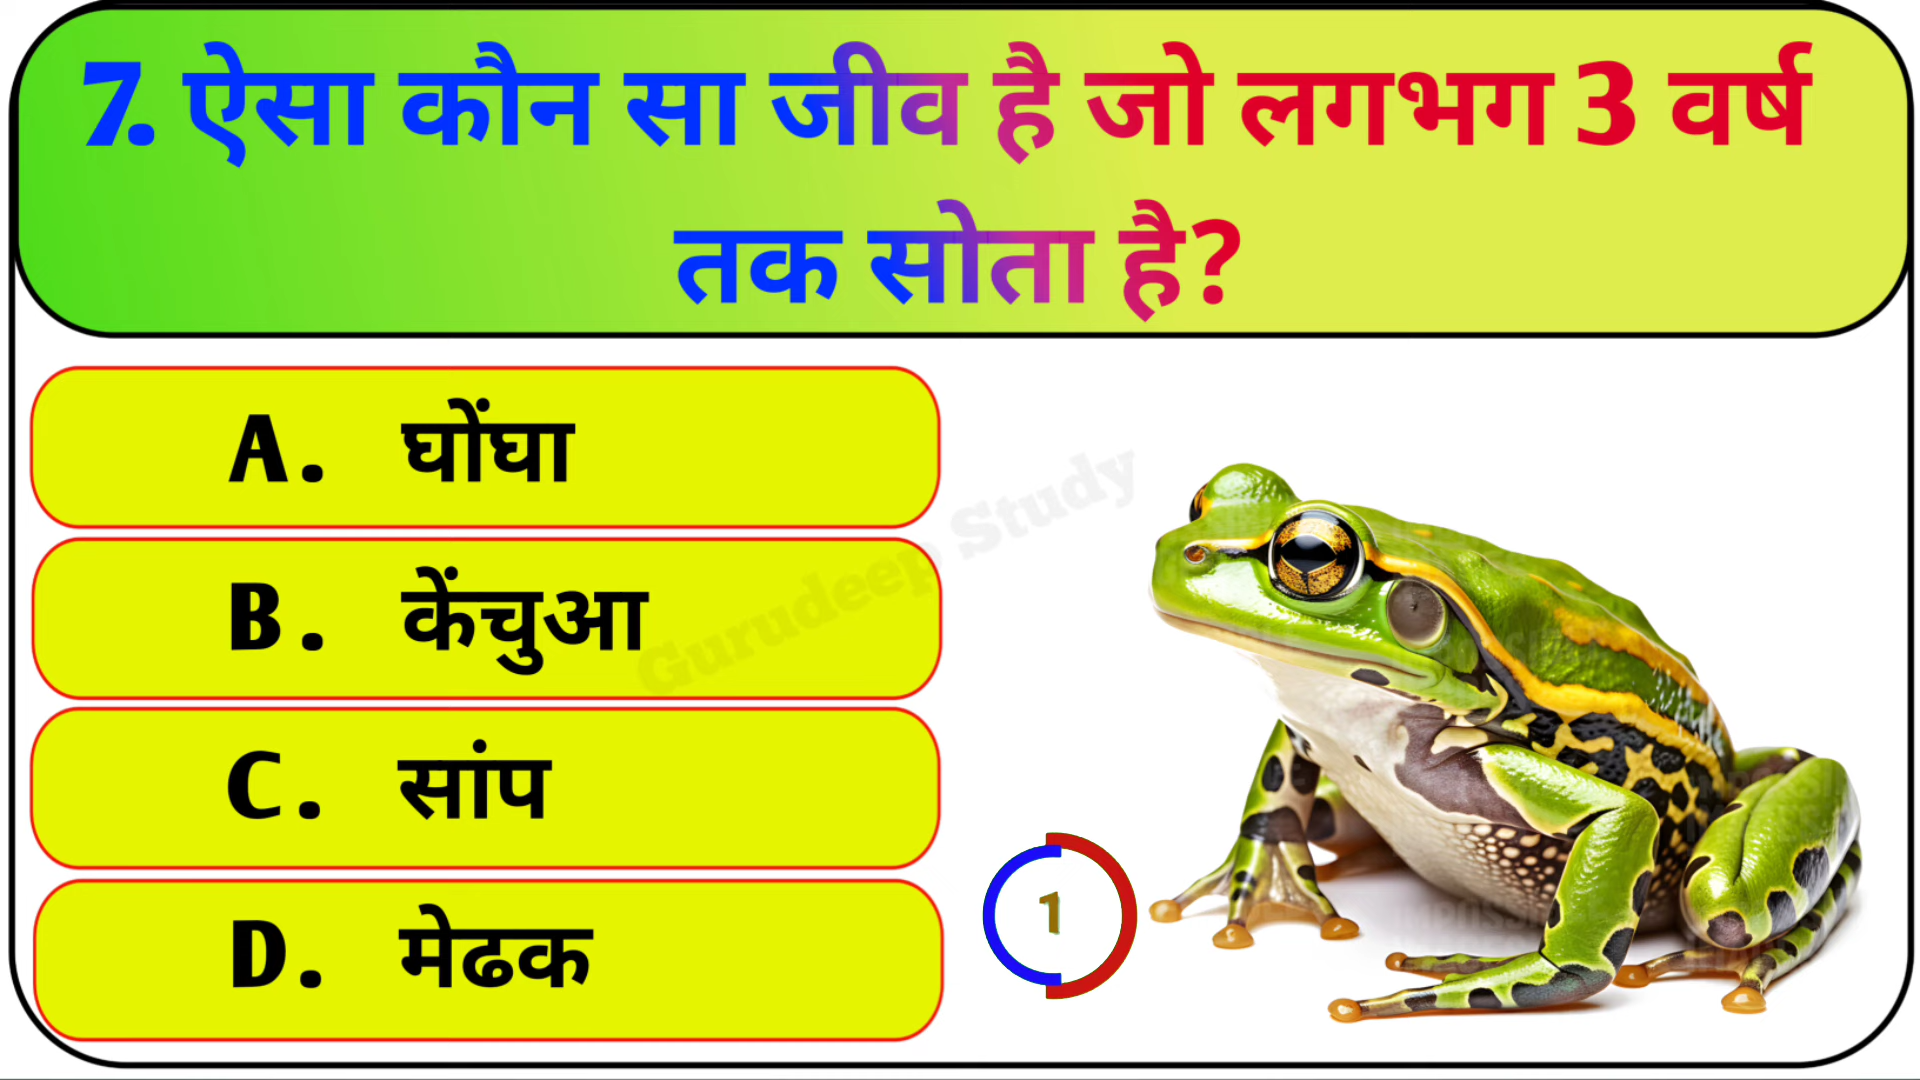 7. ऐसा कौन सा जीव है जो लगभग 3 वर्ष
तक सोता है?
A. घोंघा
B. केंचुआ
C. सांप
D. मेढक
Gurudeep Study
1